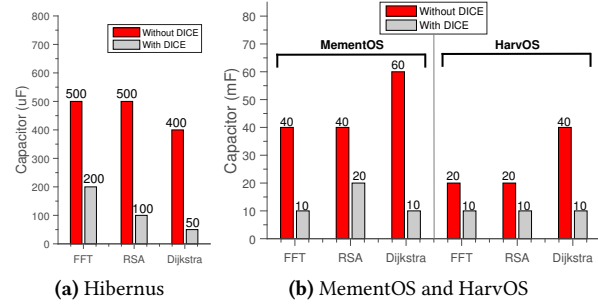 Capacitor (uF)
800
700
600
500
400
300
200
100
0
Without DICE
With DICE
500
200
500
100
400
50
FFT
RSA
Dijkstra
(a) Hibernus
Capacitor (mF)
80
70
60
50
40
30
20
10
0
Without DICE
With DICE
MementOS
HarvOS
40
10
40
20
60
10
20
10
20
10
40
10
FFT
RSA
Dijkstra
FFT
RSA
Dijkstra
(b) MementOS and HarvOS